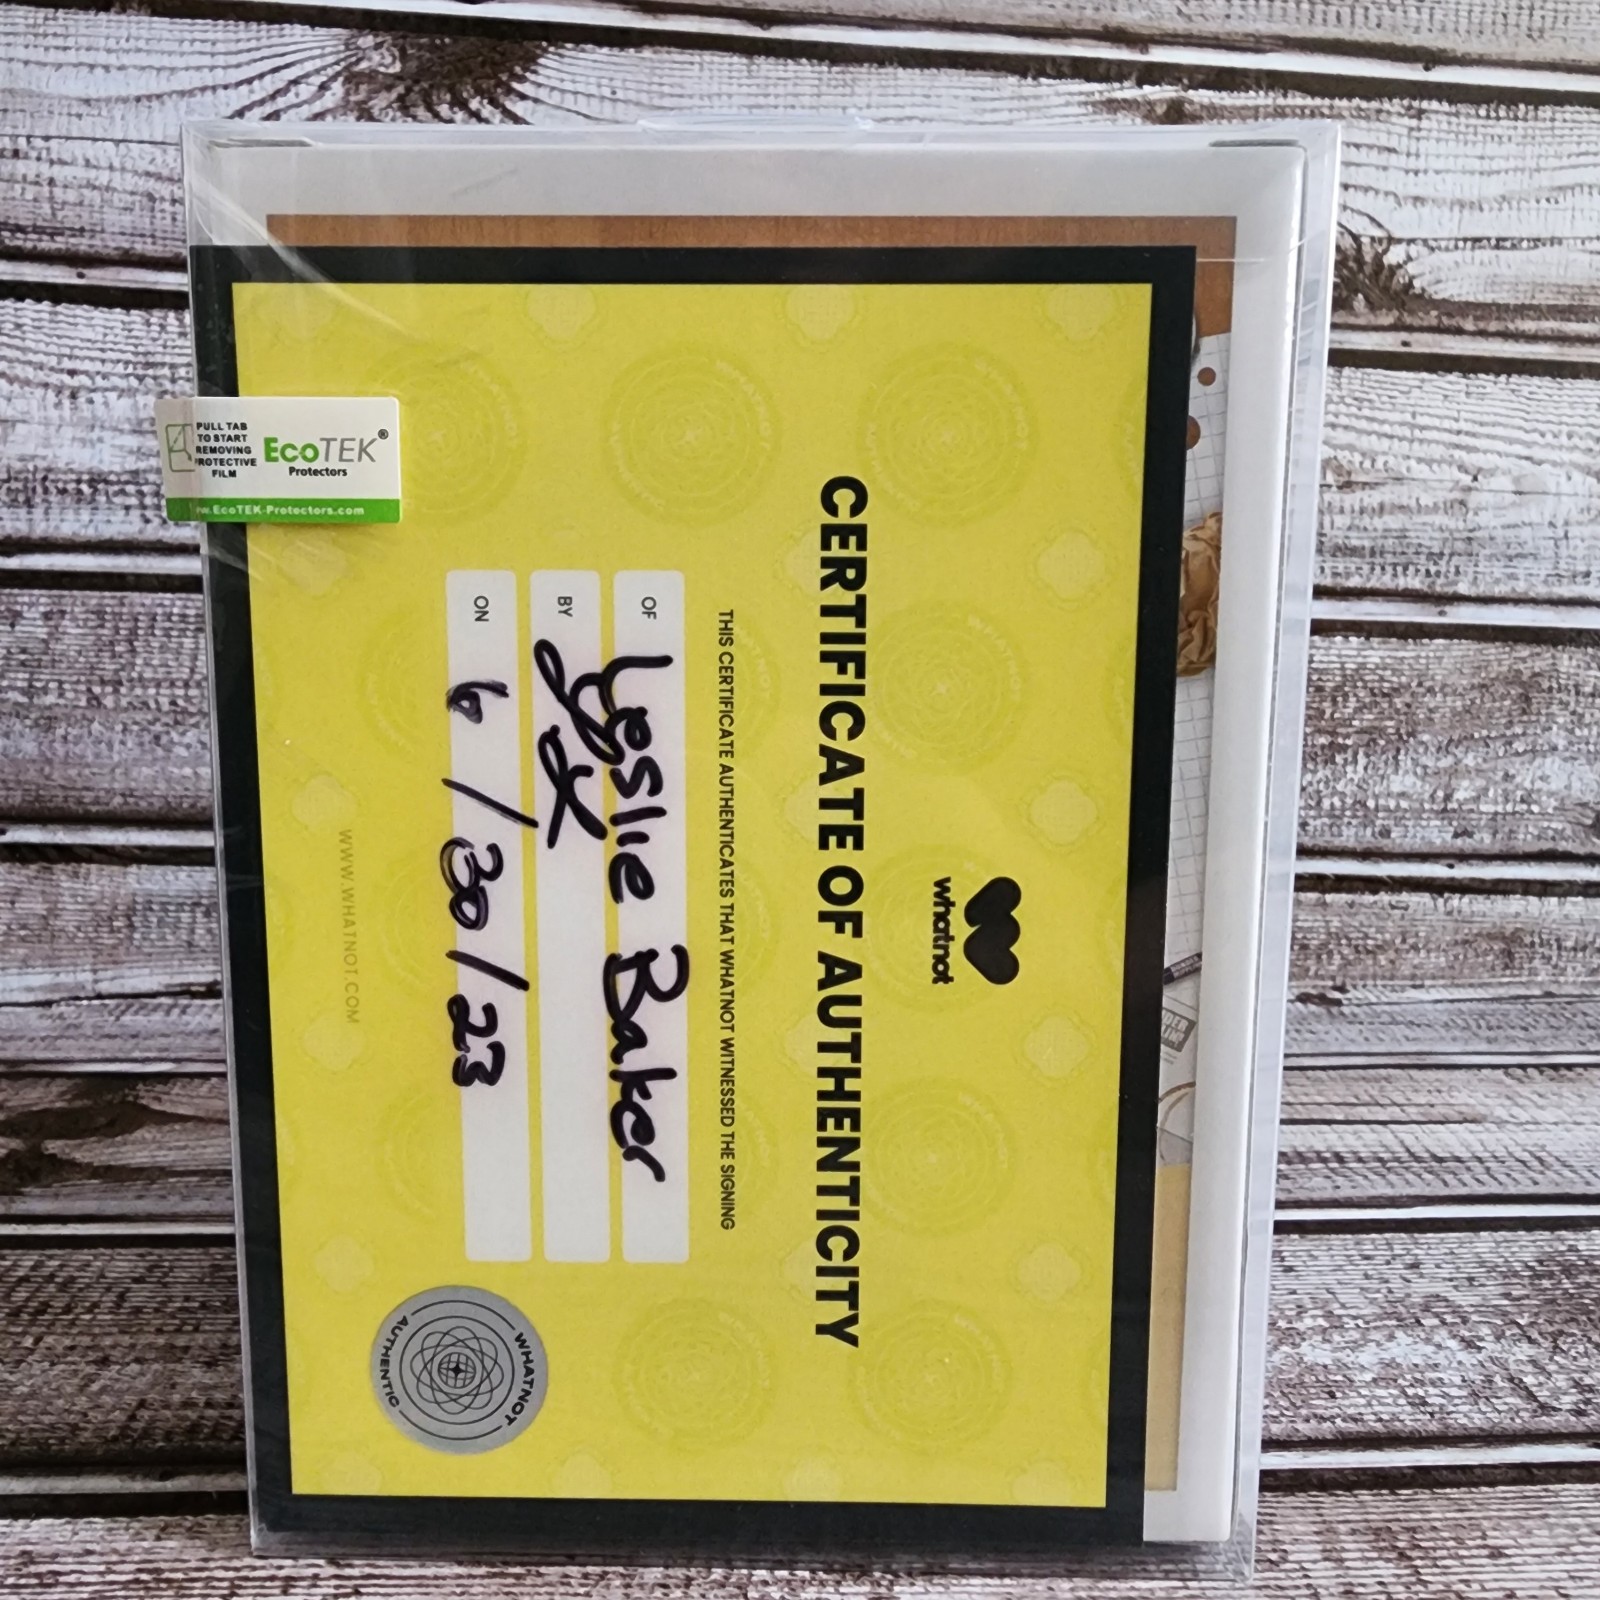 PULL TAB
TO START
REMOVING
PROTECTIVE
FILM
EcoTEK®
Protectors
w.EcoTEK-Protectors.com
whatnot
CERTIFICATE OF AUTHENTICITY
THIS CERTIFICATE AUTHENTICATES THAT WHATNOT WITNESSED THE SIGNING
OF Leslie Baker
BY
ON 6/30/23
WWW.WHATNOT.COM
WHATNOT
AUTHENTIC